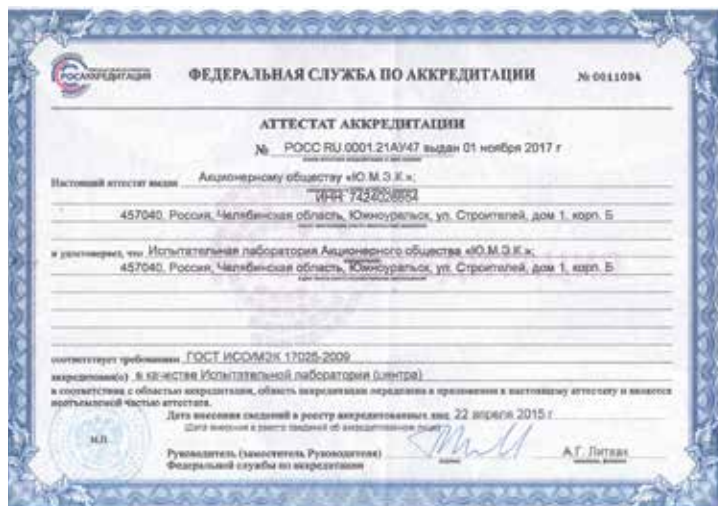 РОСАККРЕДИТАЦИЯ
ФЕДЕРАЛЬНАЯ СЛУЖБА ПО АККРЕДИТАЦИИ № 0011094
АТТЕСТАТ АККРЕДИТАЦИИ
№ РОСС RU.0001.21АУ47 выдан 01 ноября 2017 г
Настоящий аттестат выдан Акционерному обществу «Ю.М.Э.К.»;
ИНН
457040, Россия, Челябинская область, Южноуральск, ул. Строителей, дом 1, корп. Б
и удостоверяет, что Испытательная лаборатория Акционерного общества «Ю.М.Э.К.»;
457040, Россия, Челябинская область, Южноуральск, ул. Строителей, дом 1, корп. Б
соответствует требованиям ГОСТ ИСО/МЭК 17025-2009
аккредитован(о) в качестве Испытательной лаборатории (центра)
в соответствии с областью аккредитации, область аккредитации определена в приложении к настоящему аттестату и является
неотъемлемой частью аттестата.
Дата внесения сведений в реестр аккредитованных лиц 22 апреля 2015 г
М.П.
Руководитель (заместитель Руководителя)
Федеральной службы по аккредитации
А.Г. Литвак